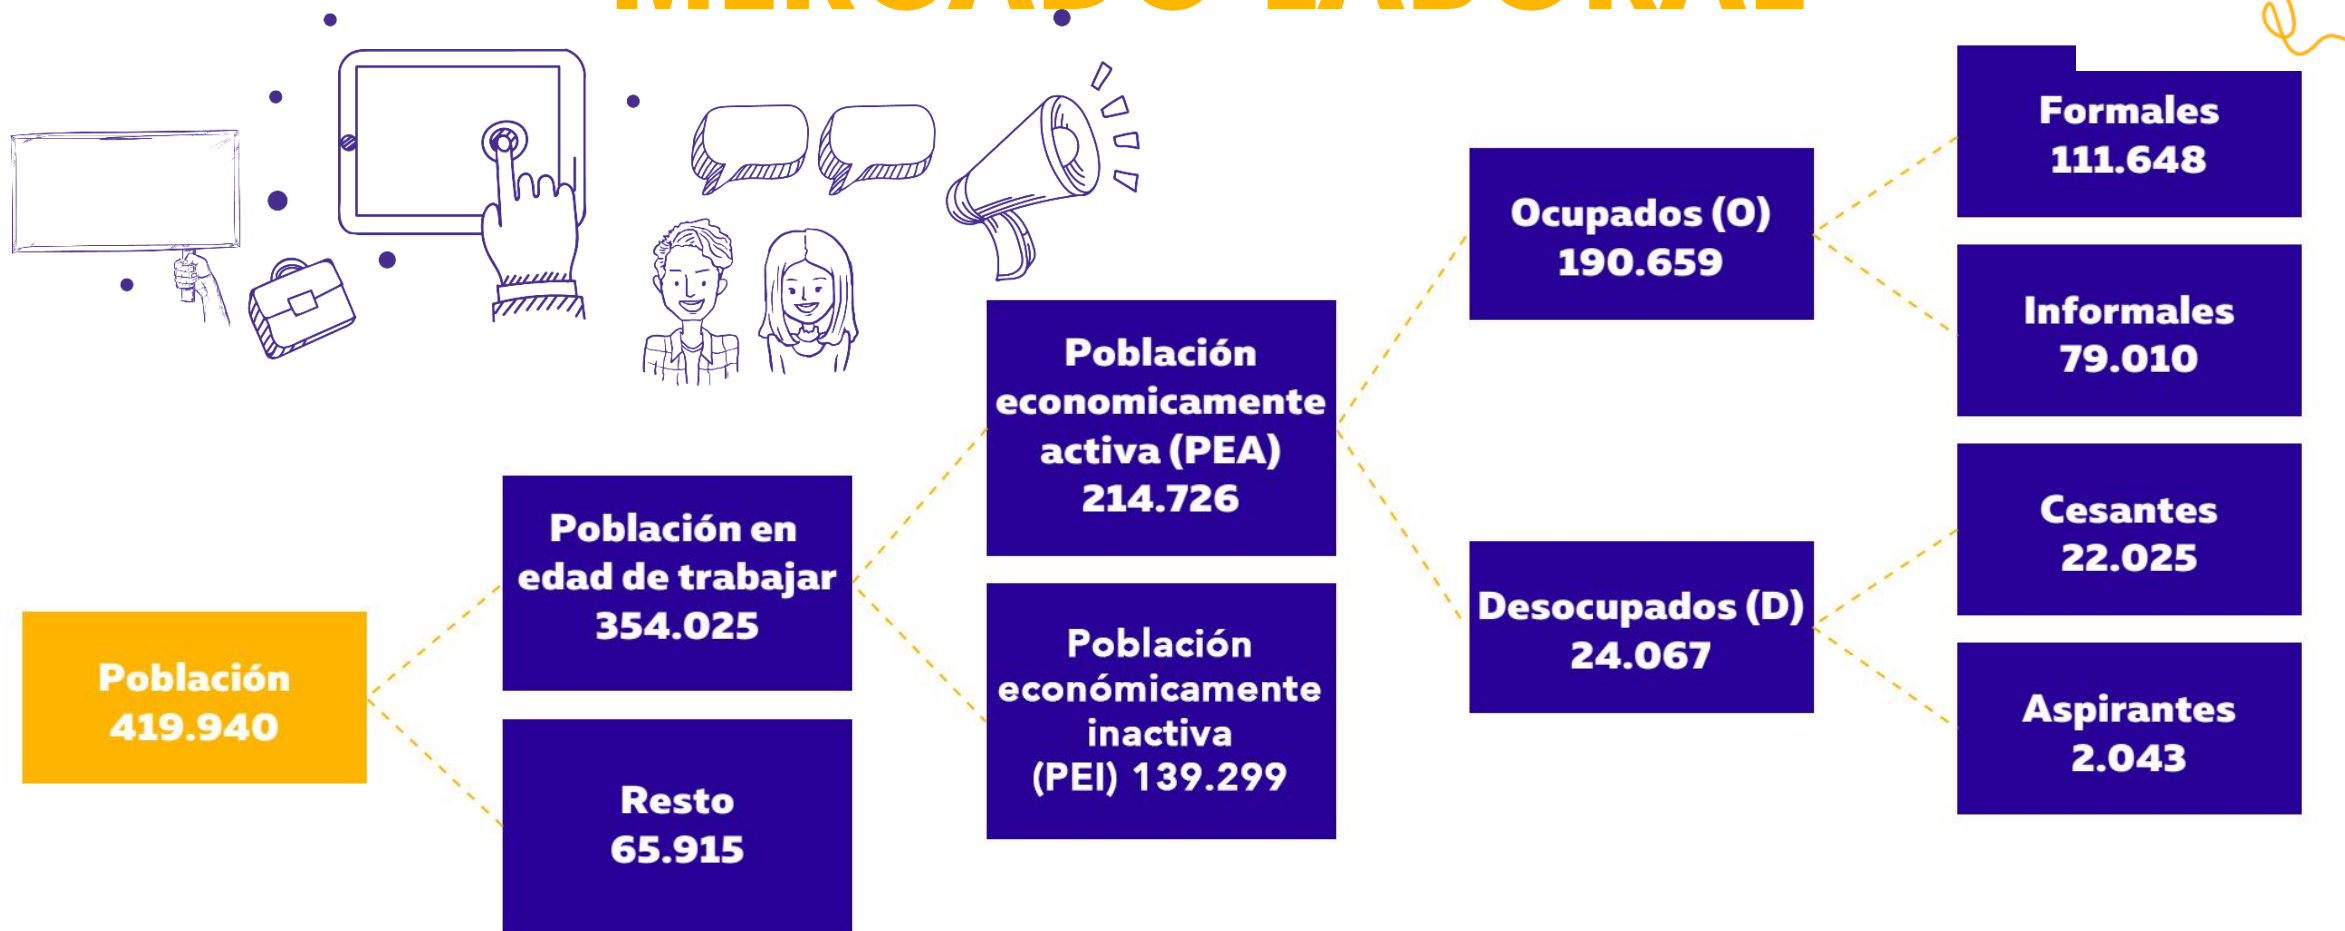 MERCADO LABORAL
Población
419.940
Población en
edad de trabajar
354.025
Resto
65.915
Población
economicamente
activa (PEA)
214.726
Población
económicamente
inactiva
(PEI) 139.299
Ocupados (O)
190.659
Desocupados (D)
24.067
Formales
111.648
Informales
79.010
Cesantes
22.025
Aspirantes
2.043